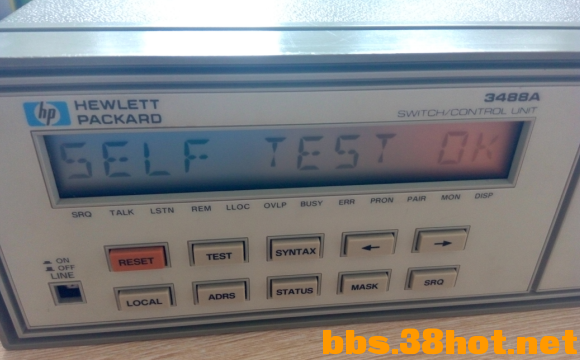 hp HEWLETT PACKARD
3488A
SWITCH/CONTROL UNIT
SELF TEST OK
SRQ TALK LSTN REM LLOC OVLP BUSY ERR PRON PAIR MON DISP
ON
OFF
LINE
RESET TEST SYNTAX ← →
LOCAL ADRS STATUS MASK SRQ
bbs.38hot.net